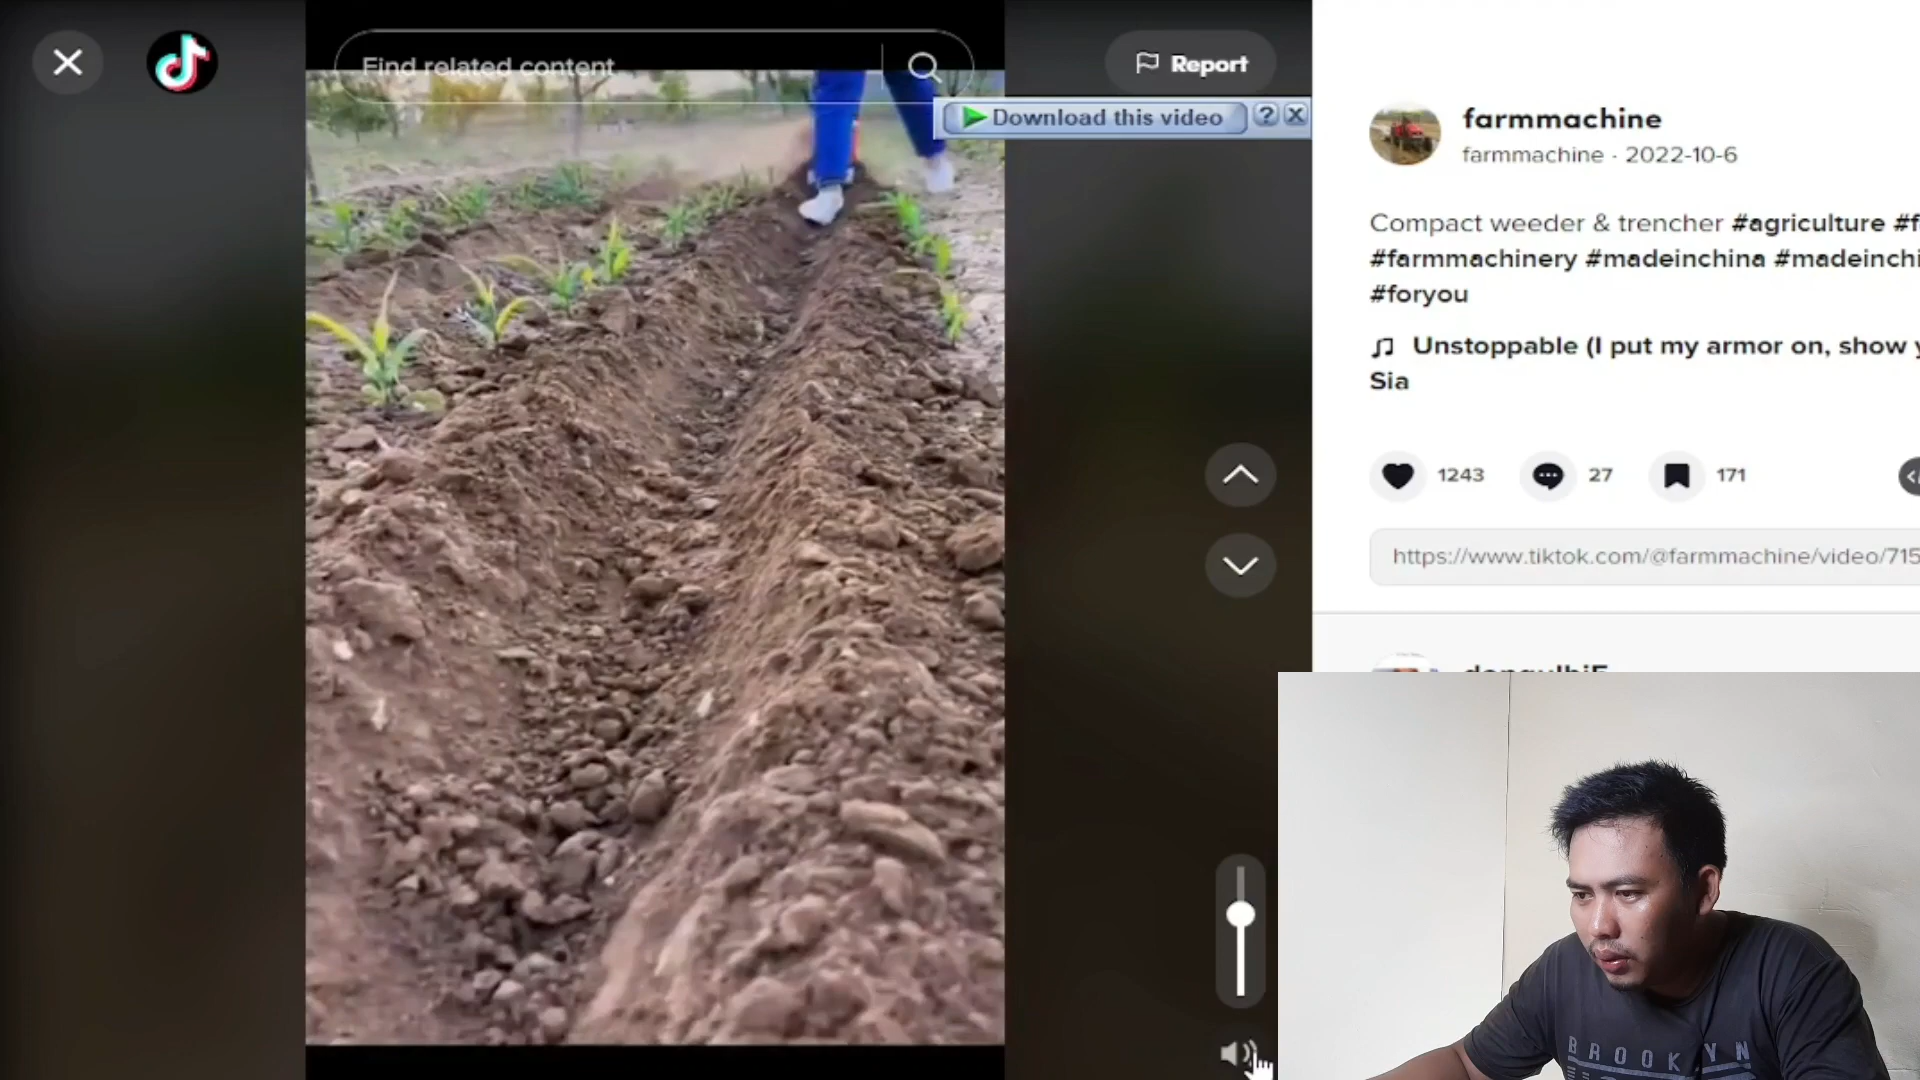 Find related content
Report
Download this video
?
farmmachine
farmmachine · 2022-10-6
Compact weeder & trencher #agriculture #f
#farmmachinery #madeinchina #madeinchi
#foryou
Unstoppable (I put my armor on, show y
Sia
1243
27
171
https://www.tiktok.com/@farmmachine/video/715
BROOKLYN